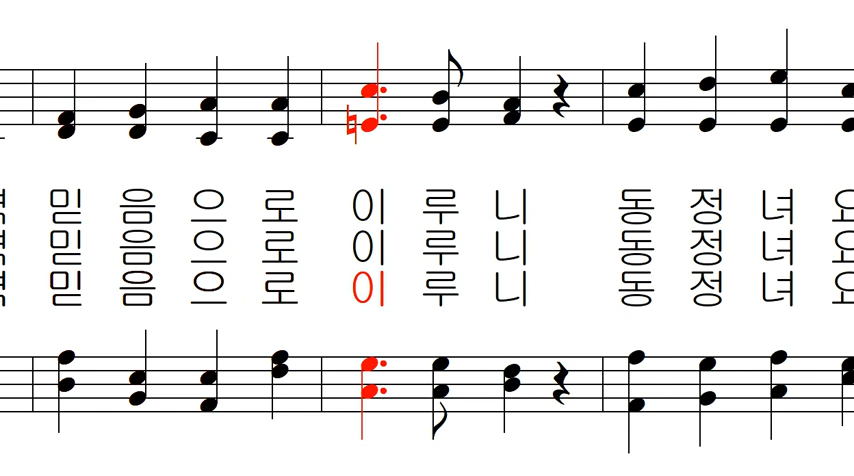 믿 음 으 로 이 루 니 동 정 녀
믿 음 으 로 이 루 니 동 정 녀
믿 음 으 로 이 루 니 동 정 녀